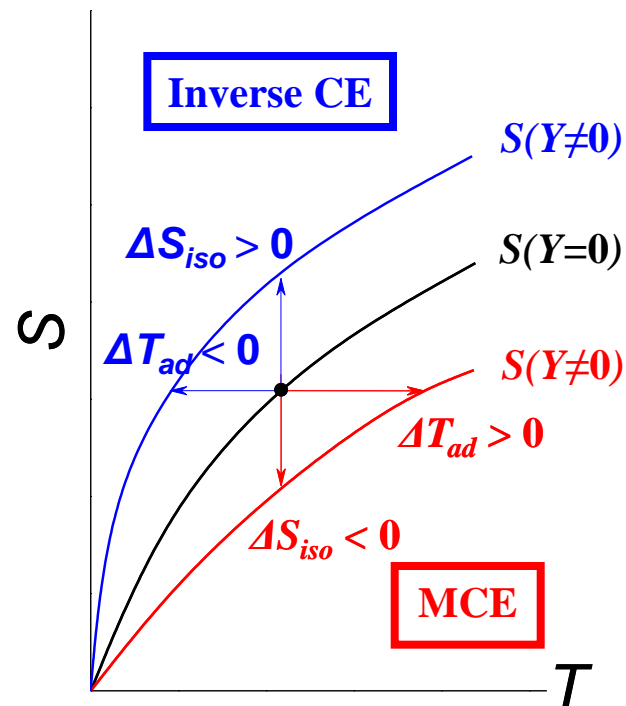 Inverse CE
S(Y≠0)
ΔS_iso > 0
S(Y=0)
S
ΔT_ad < 0
S(Y≠0)
ΔT_ad > 0
ΔS_iso < 0
MCE
T